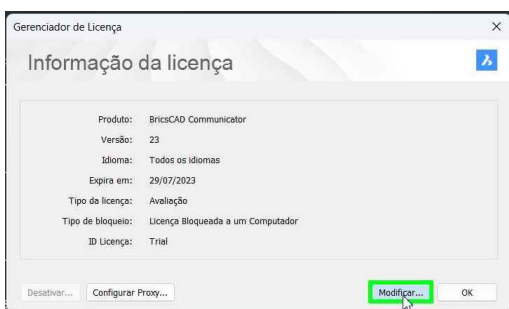 Gerenciador de Licença
Informação da licença
Produto: BricsCAD Communicator
Versão: 23
Idioma: Todos os idiomas
Expira em: 29/07/2023
Tipo da licença: Avaliação
Tipo de bloqueio: Licença Bloqueada a um Computador
ID Licença: Trial
Desativar... Configurar Proxy... Modificar... OK